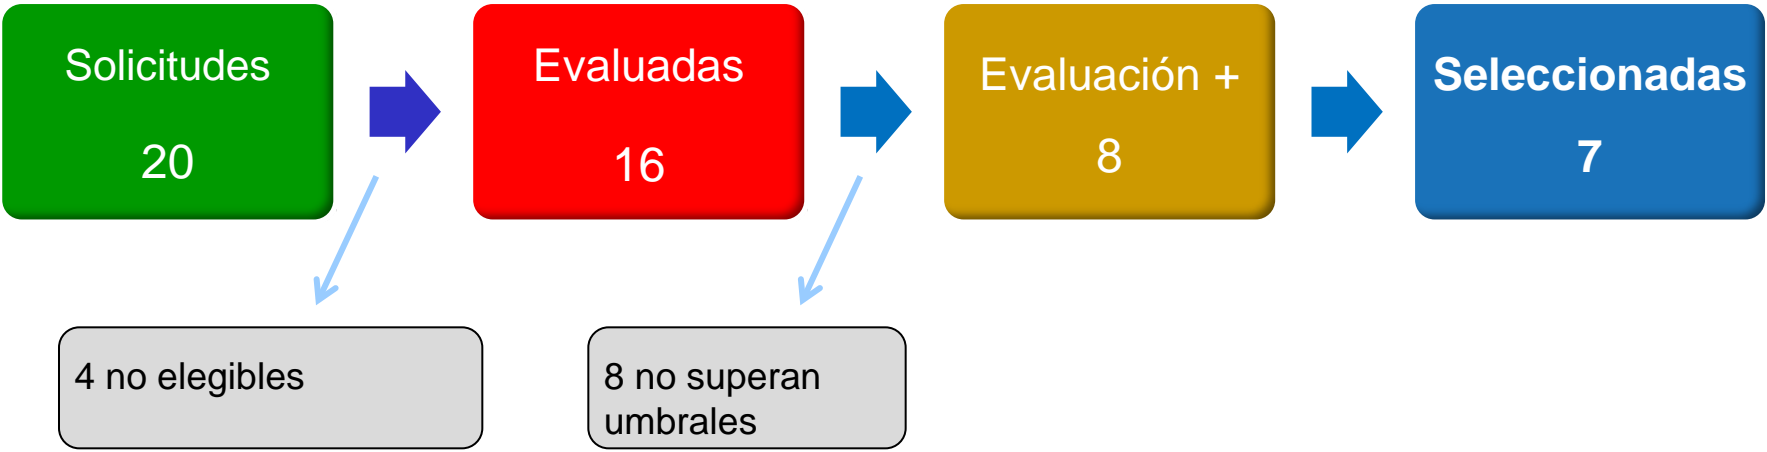 Solicitudes
20
Evaluadas
16
Evaluación +
8
Seleccionadas
7
4 no elegibles
8 no superan
umbrales